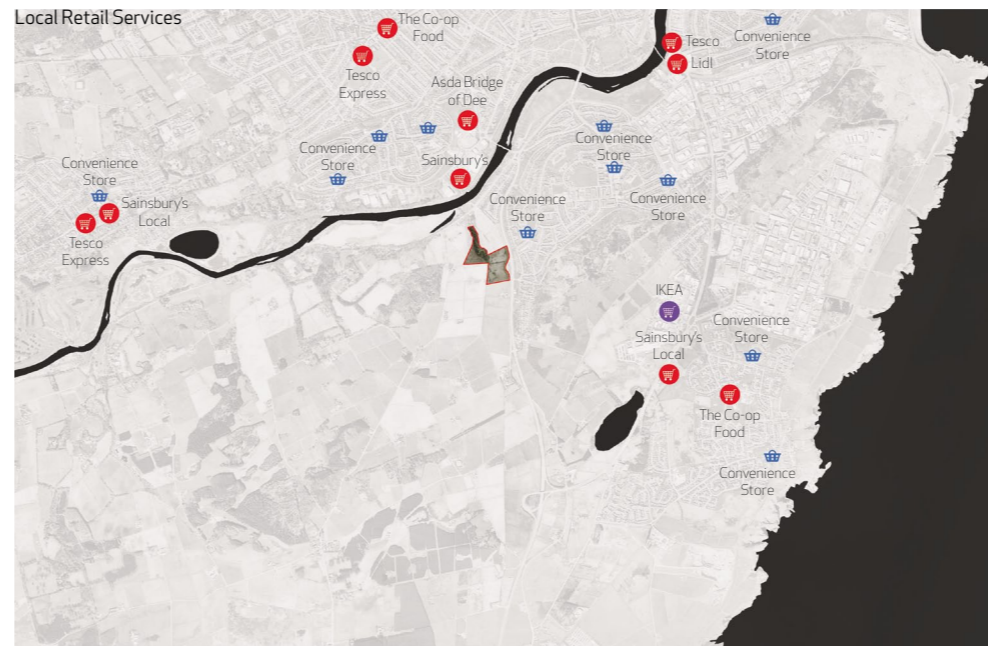 Local Retail Services
The Co-op
Food
Tesco
Express
Asda Bridge
of Dee
Tesco
Lidl
Convenience
Store
Convenience
Store
Sainsbury's
Convenience
Store
Convenience
Store
Sainsbury's
Local
Tesco
Express
Convenience
Store
Convenience
Store
IKEA
Sainsbury's
Local
Convenience
Store
The Co-op
Food
Convenience
Store